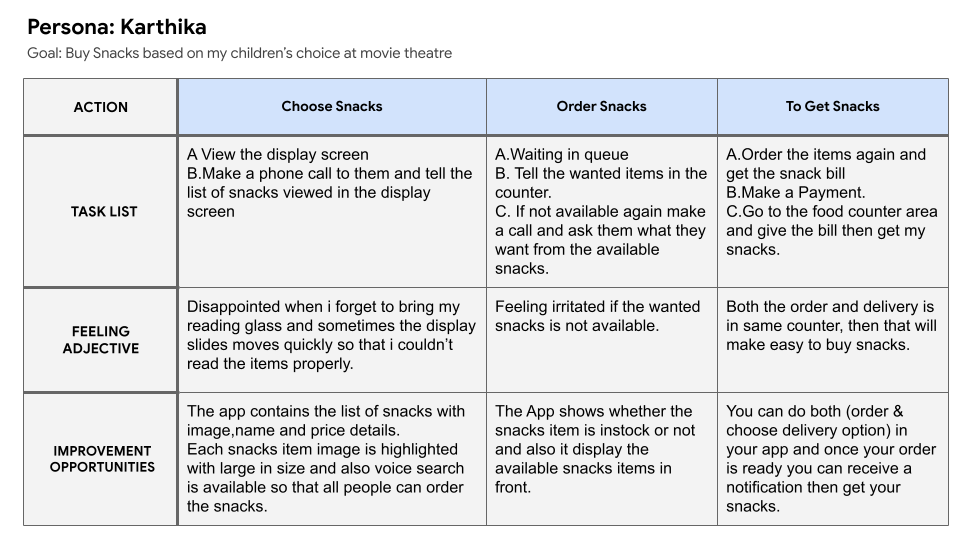 Persona: Karthika
Goal: Buy Snacks based on my children's choice at movie theatre
ACTION
Choose Snacks
Order Snacks
To Get Snacks
TASK LIST
A View the display screen
B.Make a phone call to them and tell the
list of snacks viewed in the display
screen
A.Waiting in queue
B. Tell the wanted items in the
counter.
C. If not available again make
a call and ask them what they
want from the available
snacks.
A.Order the items again and
get the snack bill
B.Make a Payment.
C.Go to the food counter area
and give the bill then get my
snacks.
FEELING
ADJECTIVE
Disappointed when i forget to bring my
reading glass and sometimes the display
slides moves quickly so that i couldn't
read the items properly.
Feeling irritated if the wanted
snacks is not available.
Both the order and delivery is
in same counter, then that will
make easy to buy snacks.
IMPROVEMENT
OPPORTUNITIES
The app contains the list of snacks with
image,name and price details.
Each snacks item image is highlighted
with large in size and also voice search
is available so that all people can order
the snacks.
The App shows whether the
snacks item is instock or not
and also it display the
available snacks items in
front.
You can do both (order &
choose delivery option) in
your app and once your order
is ready you can receive a
notification then get your
snacks.